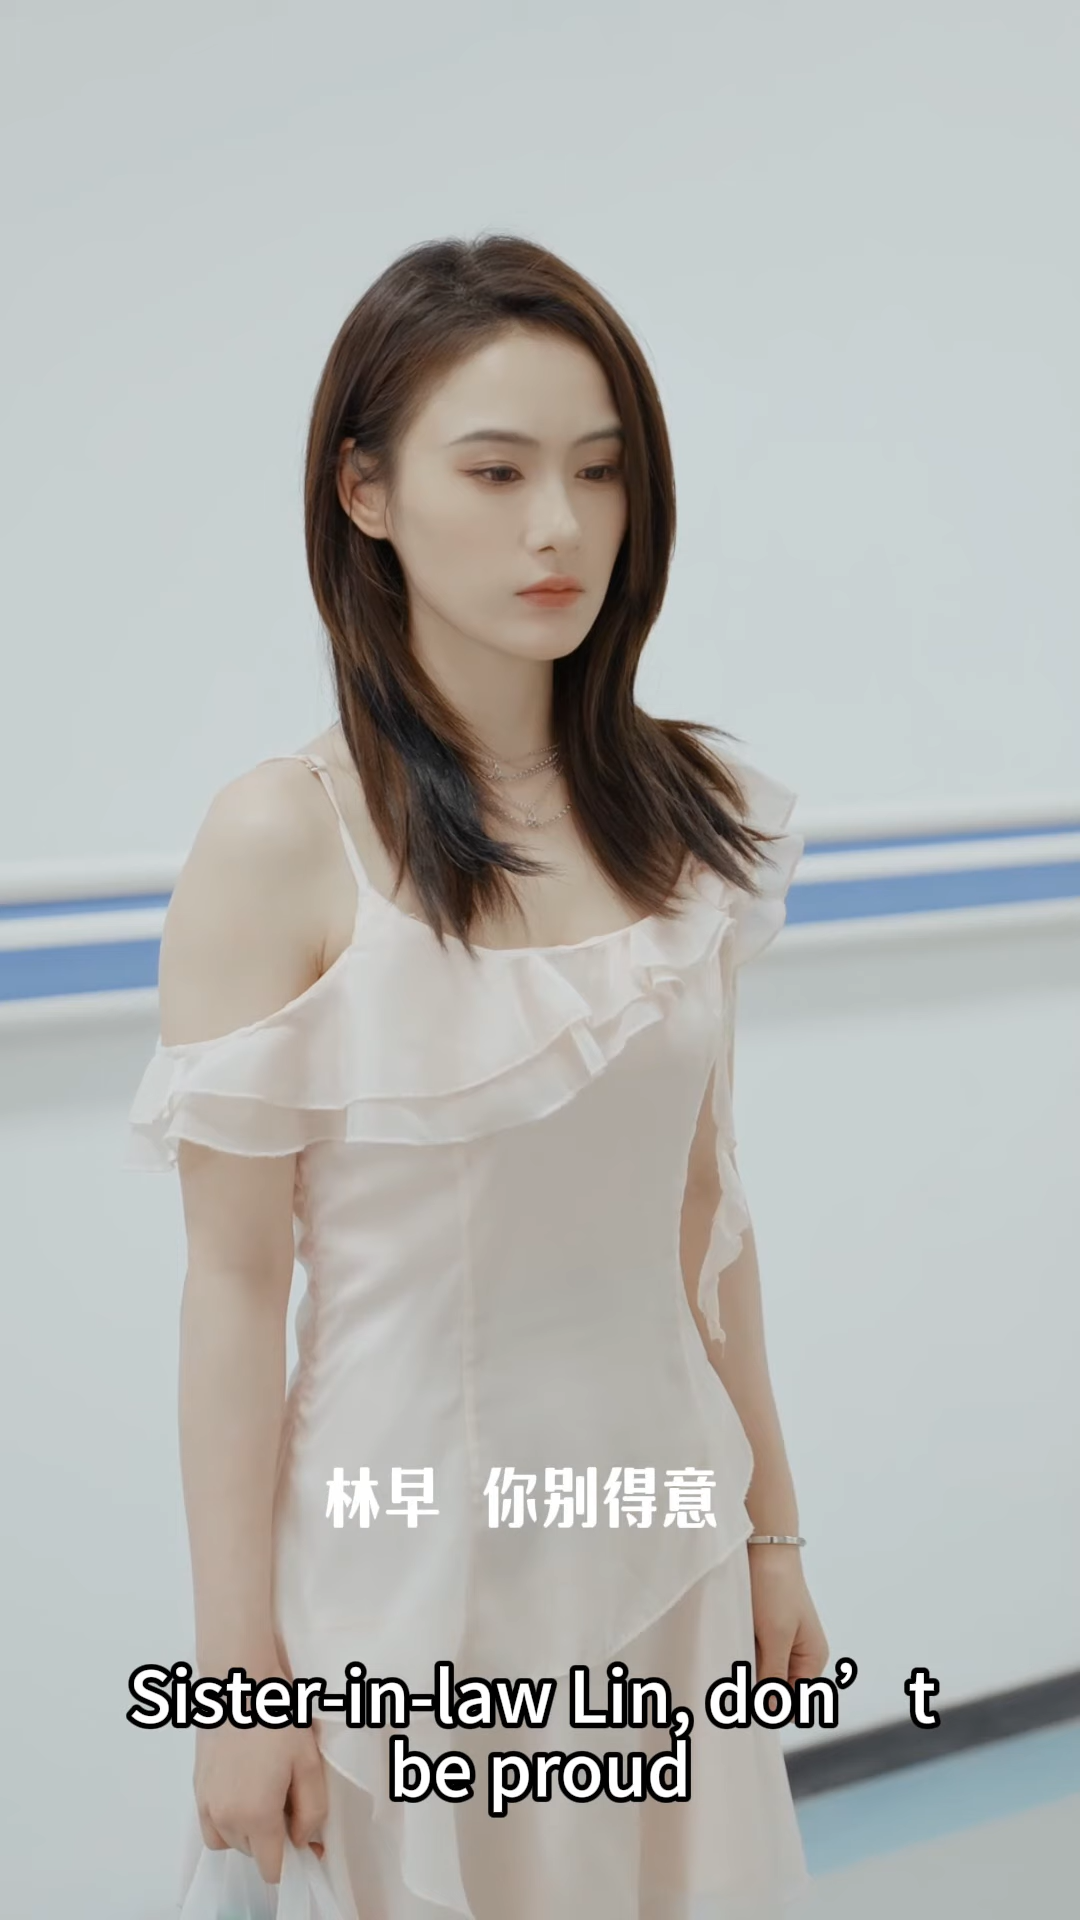 林早 你别得意
Sister-in-law Lin, don’t
be proud